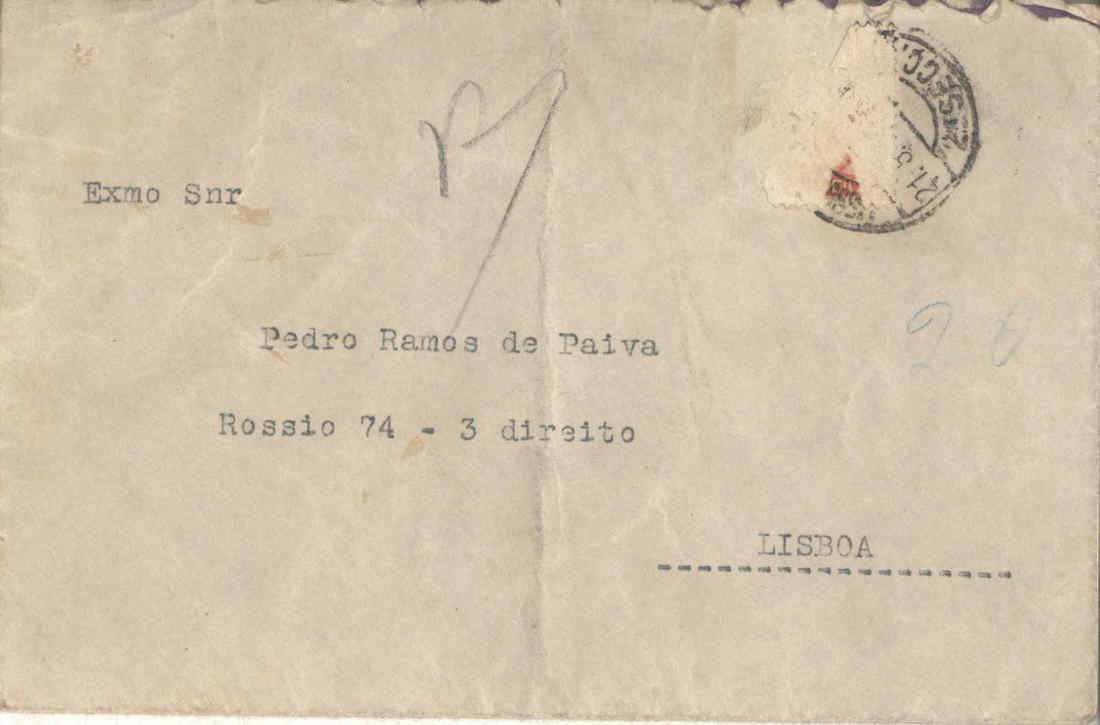 Exmo Snr
Pedro Ramos de Paiva
Rossio 74 - 3 direito
LISBOA